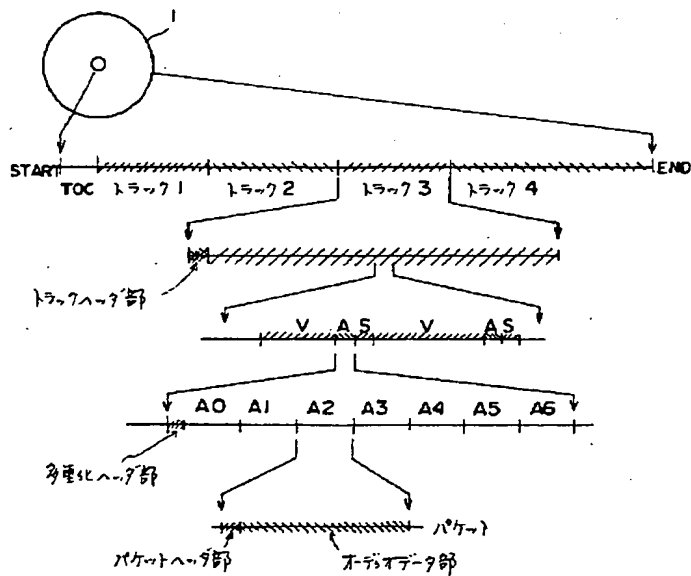 1
START TOC トラック1 トラック2 トラック3 トラック4 END
トラックヘッダ部
V A S V A S
A0 A1 A2 A3 A4 A5 A6
多重化ヘッダ部
パケット
パケットヘッダ部 オーディオデータ部